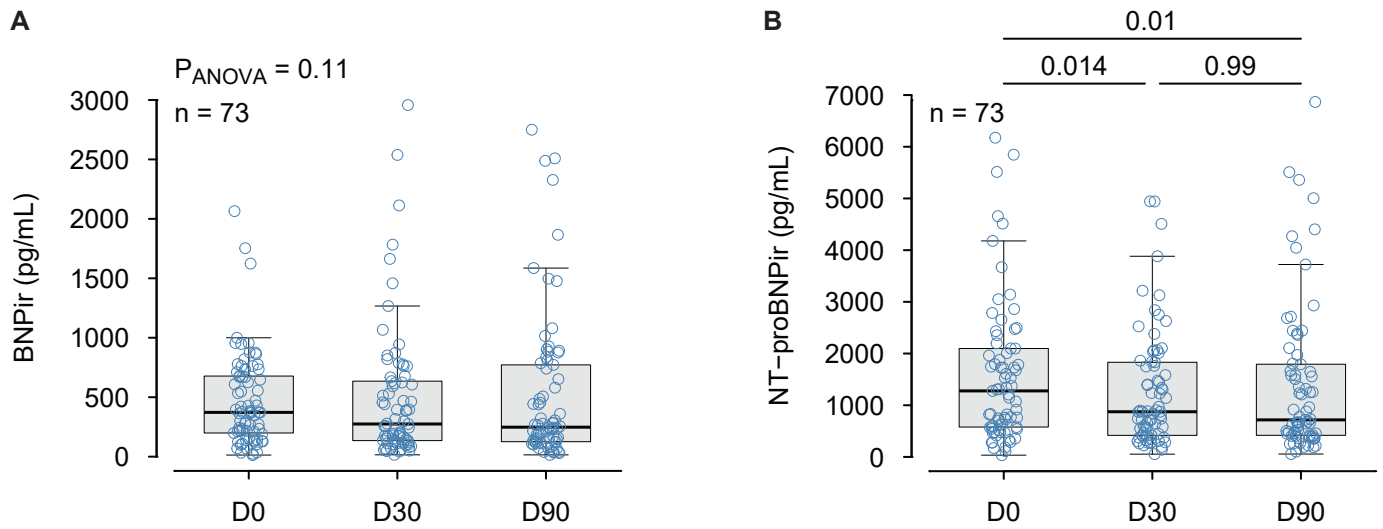 A
P_ANOVA = 0.11
n = 73
BNPir (pg/mL)
3000
2500
2000
1500
1000
500
0
D0 D30 D90
B
0.01
0.014 0.99
n = 73
NT−proBNPir (pg/mL)
7000
6000
5000
4000
3000
2000
1000
0
D0 D30 D90